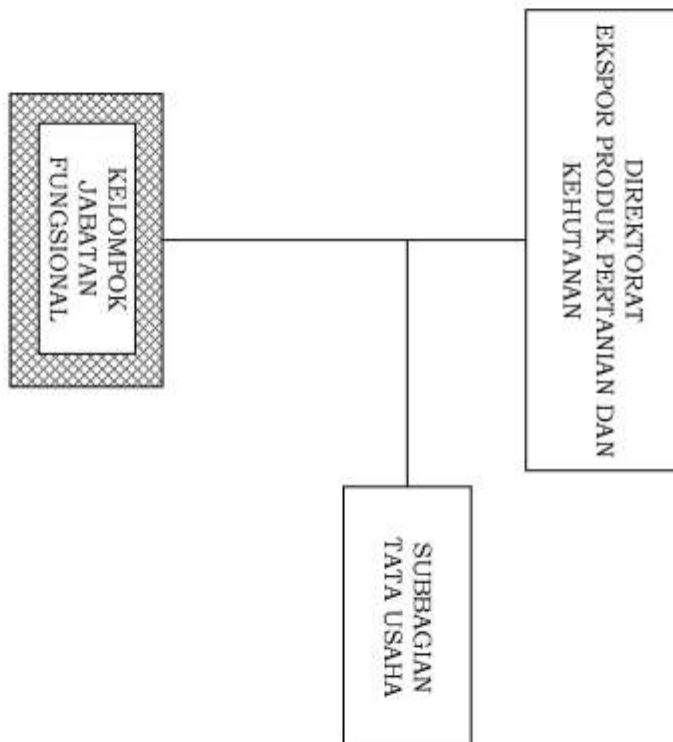 DIREKTORAT
EKSPOR PRODUK PERTANIAN DAN
KEHUTANAN
SUBBAGIAN
TATA USAHA
KELOMPOK
JABATAN
FUNGSIONAL